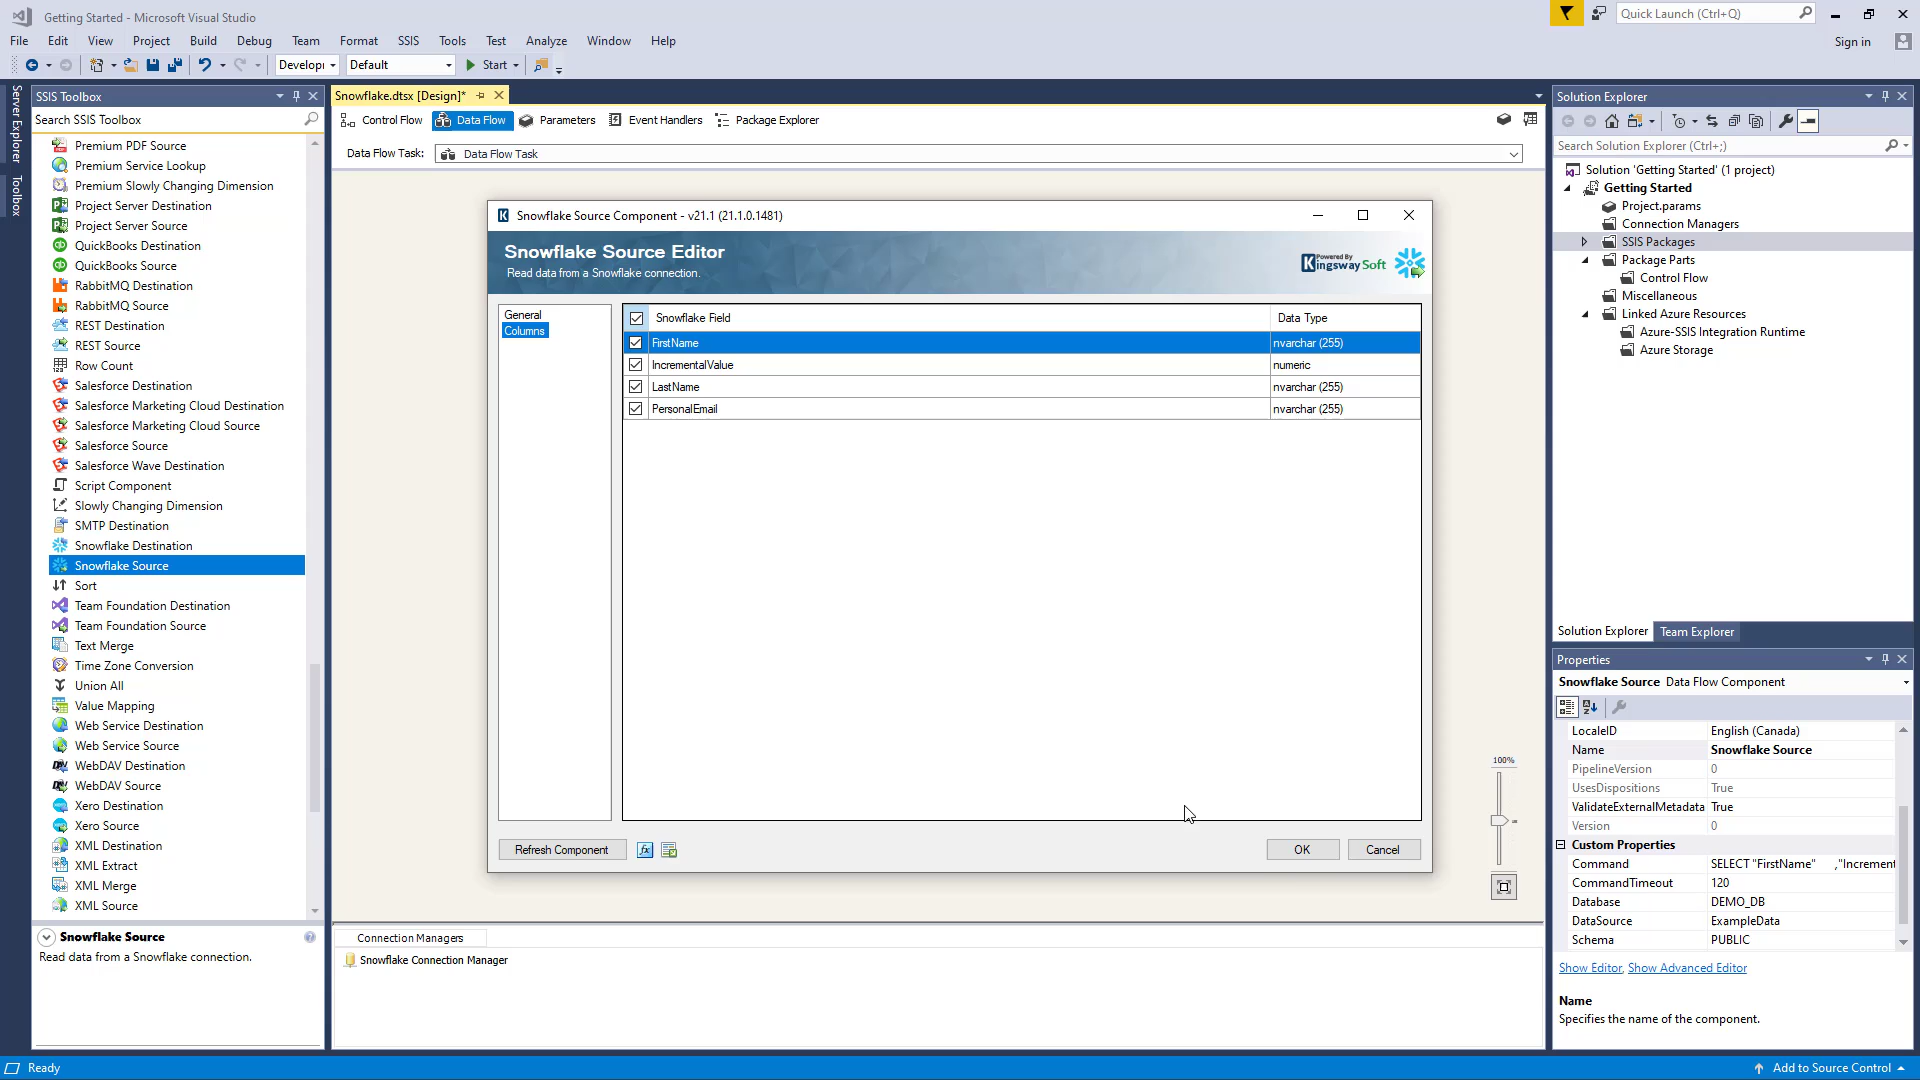 Getting Started - Microsoft Visual Studio
Quick Launch (Ctrl+Q)
File Edit View Project Build Debug Team Format SSIS Tools Test Analyze Window Help
Sign in
Developı Default Start
Server Explorer
Toolbox
SSIS Toolbox
Search SSIS Toolbox
Premium PDF Source
Premium Service Lookup
Premium Slowly Changing Dimension
Project Server Destination
Project Server Source
QuickBooks Destination
QuickBooks Source
RabbitMQ Destination
RabbitMQ Source
REST Destination
REST Source
Row Count
Salesforce Destination
Salesforce Marketing Cloud Destination
Salesforce Marketing Cloud Source
Salesforce Source
Salesforce Wave Destination
Script Component
Slowly Changing Dimension
SMTP Destination
Snowflake Destination
Snowflake Source
Sort
Team Foundation Destination
Team Foundation Source
Text Merge
Time Zone Conversion
Union All
Value Mapping
Web Service Destination
Web Service Source
WebDAV Destination
WebDAV Source
Xero Destination
Xero Source
XML Destination
XML Extract
XML Merge
XML Source
Snowflake Source
Read data from a Snowflake connection.
Snowflake.dtsx [Design]*
Control Flow Data Flow Parameters Event Handlers Package Explorer
Data Flow Task: Data Flow Task
Snowflake Source Component - v21.1 (21.1.0.1481)
Snowflake Source Editor
Read data from a Snowflake connection.
Powered By
KingswaySoft
General
Columns
Snowflake Field Data Type
FirstName nvarchar (255)
IncrementalValue numeric
LastName nvarchar (255)
PersonalEmail nvarchar (255)
Refresh Component fx OK Cancel
100%
Connection Managers
Snowflake Connection Manager
Solution Explorer
Search Solution Explorer (Ctrl+;)
Solution 'Getting Started' (1 project)
Getting Started
Project.params
Connection Managers
SSIS Packages
Package Parts
Control Flow
Miscellaneous
Linked Azure Resources
Azure-SSIS Integration Runtime
Azure Storage
Solution Explorer Team Explorer
Properties
Snowflake Source Data Flow Component
LocaleID English (Canada)
Name Snowflake Source
PipelineVersion 0
UsesDispositions True
ValidateExternalMetadata True
Version 0
Custom Properties
Command SELECT "FirstName" ,"Increment
CommandTimeout 120
Database DEMO_DB
DataSource ExampleData
Schema PUBLIC
Show Editor, Show Advanced Editor
Name
Specifies the name of the component.
Ready
Add to Source Control